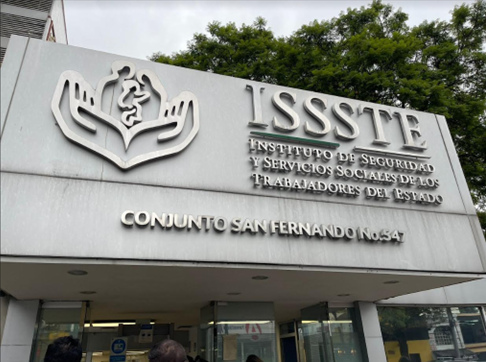 ISSSTE
INSTITUTO DE SEGURIDAD
Y SERVICIOS SOCIALES DE LOS
TRABAJADORES DEL ESTADO
CONJUNTO SAN FERNANDO No.547